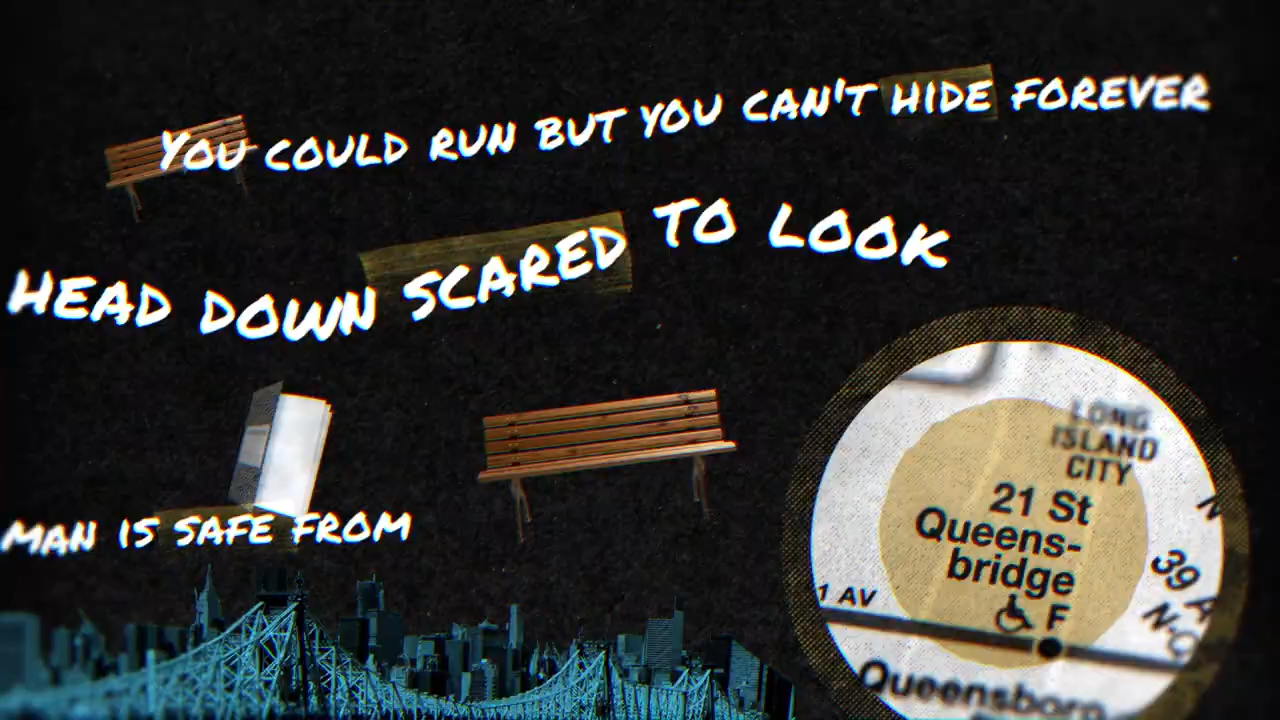 You COULD RUN BUT YOU CAN'T HIDE FOREVER
HEAD DOWN SCARED TO LOOK
MAN IS SAFE FROM
LONG
ISLAND
CITY
21 St
Queens-
bridge
F
1 AV
39 A
N
N-Q
Queensboro